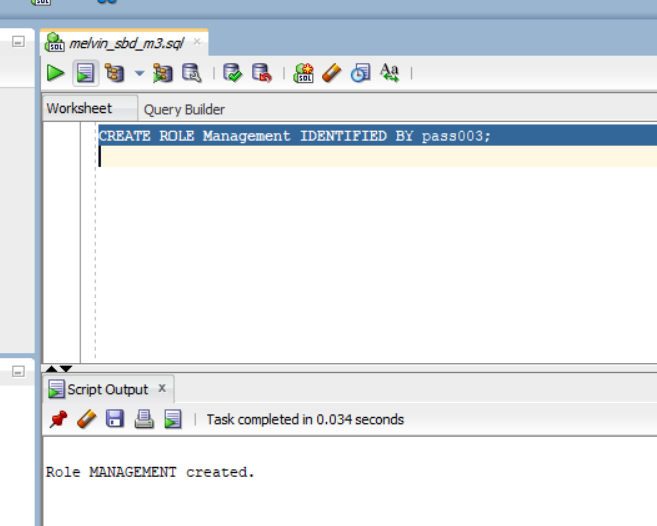 melvin_sbd_m3.sql
Worksheet Query Builder
CREATE ROLE Management IDENTIFIED BY pass003;
Script Output x
Task completed in 0.034 seconds
Role MANAGEMENT created.